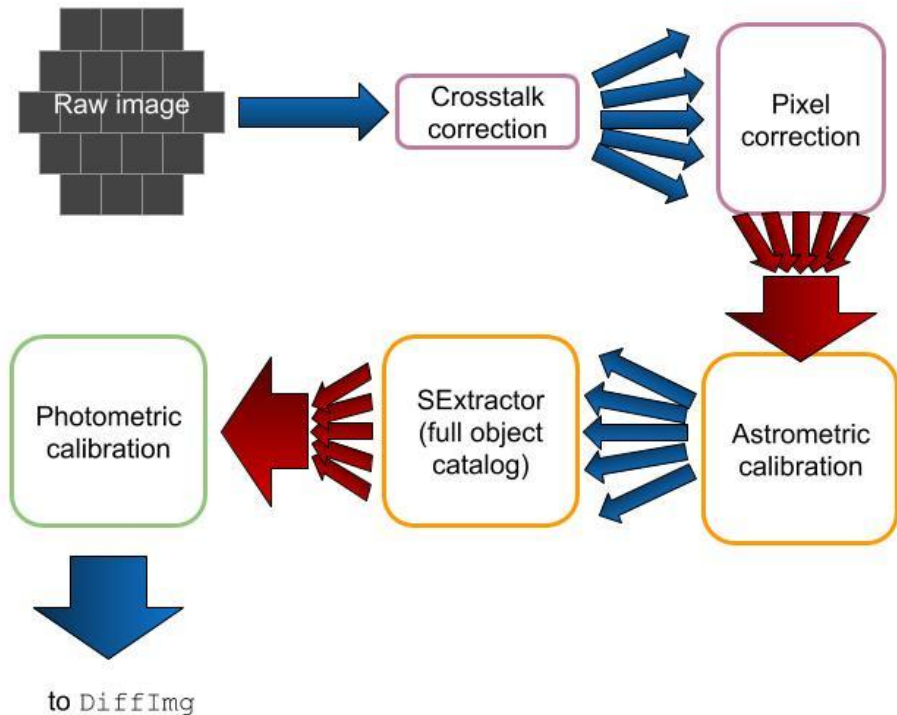 Raw image
Crosstalk
correction
Pixel
correction
Photometric
calibration
SExtractor
(full object
catalog)
Astrometric
calibration
to DiffImg